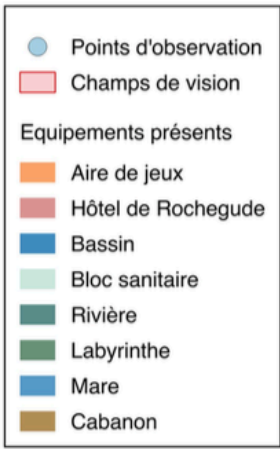 Points d'observation
Champs de vision
Equipements présents
Aire de jeux
Hôtel de Rochegude
Bassin
Bloc sanitaire
Rivière
Labyrinthe
Mare
Cabanon